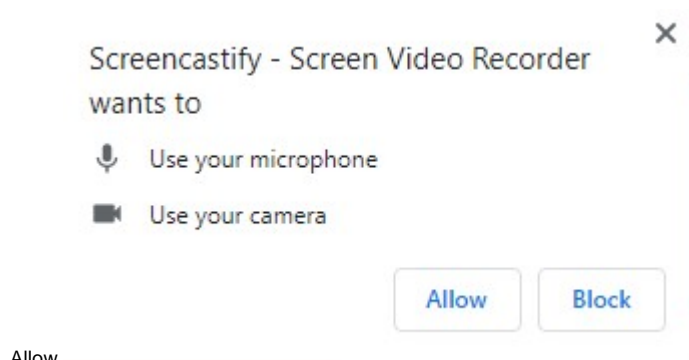 Screencastify - Screen Video Recorder
wants to
Use your microphone
Use your camera
Allow
Block
Allow